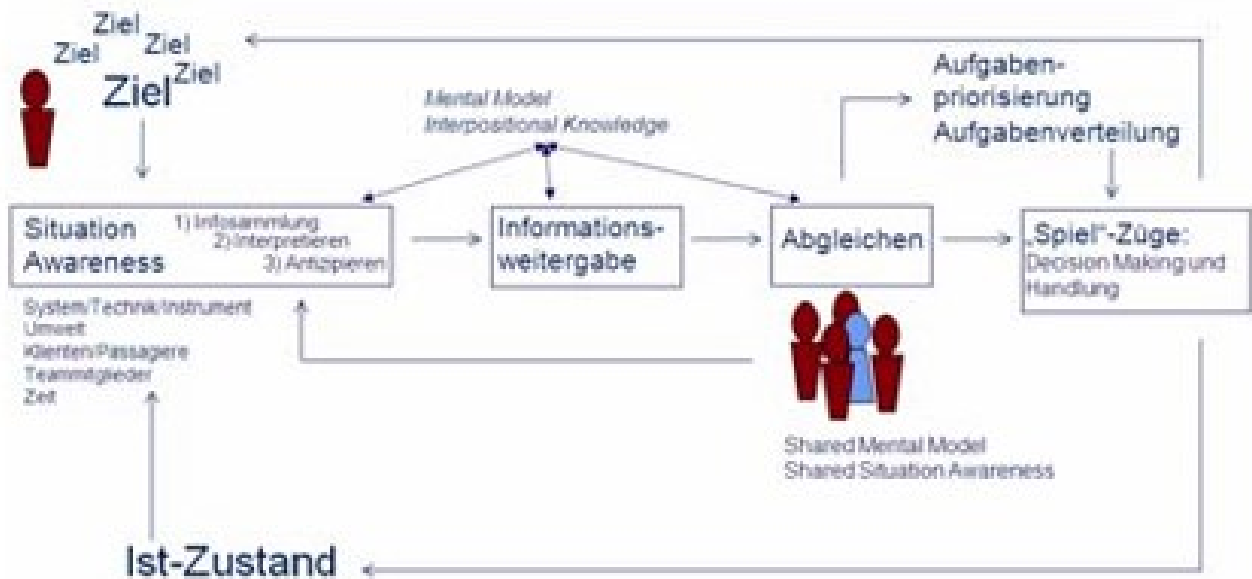 Ziel
Ziel
Ziel
Ziel
Ziel
Aufgaben-
priorisierung
Aufgabenverteilung
Mental Model
Interpositional Knowledge
Situation
Awareness
1) Infosammlung
2) Interpretieren
3) Antizipieren
Informations-
weitergabe
Abgleichen
„Spiel“-Züge:
Decision Making und
Handlung
System/Technik/Instrument
Umwelt
Klienten/Passagiere
Teammitglieder
Zeit
Shared Mental Model
Shared Situation Awareness
Ist-Zustand